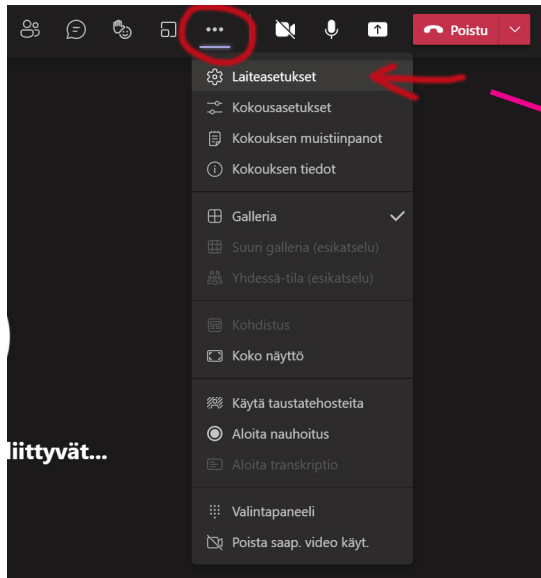 Poistu
Laiteasetukset
Kokousasetukset
Kokouksen muistiinpanot
Kokouksen tiedot
Galleria
Suuri galleria (esikatselu)
Yhdessä-tila (esikatselu)
Kohdistus
Koko näyttö
Käytä taustatehosteita
Aloita nauhoitus
liittyvät...
Aloita transkriptio
Valintapaneeli
Poista saap. video käyt.